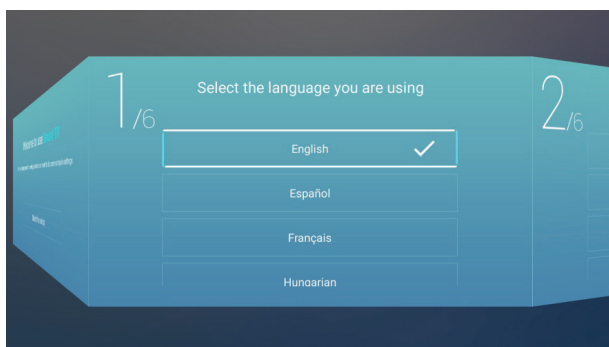 1/6
Select the language you are using
English
Español
Français
Hungarian
2/6